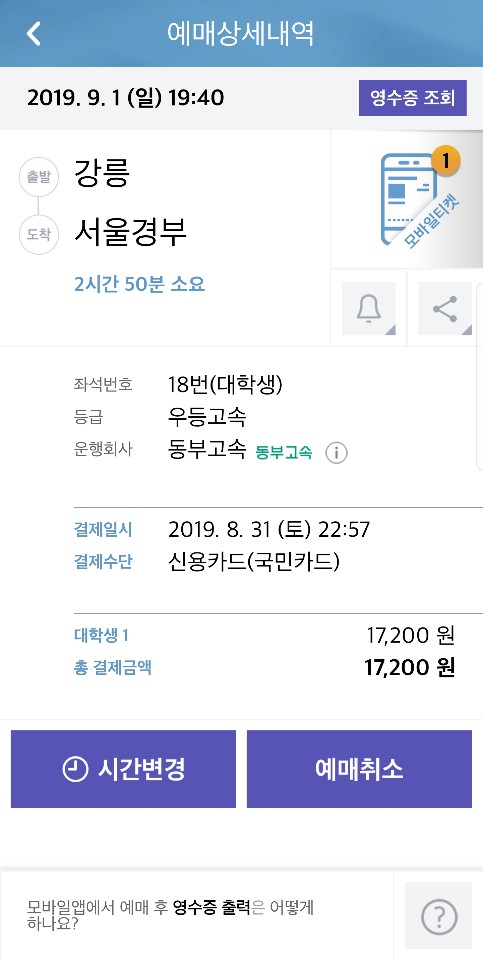 예매상세내역
2019. 9. 1 (일) 19:40
영수증 조회
출발
강릉
1
모바일티켓
도착
서울경부
2시간 50분 소요
좌석번호 18번(대학생)
등급 우등고속
운행회사 동부고속 동부고속 i
결제일시 2019. 8. 31 (토) 22:57
결제수단 신용카드(국민카드)
대학생 1 17,200 원
총 결제금액 17,200 원
시간변경
예매취소
모바일앱에서 예매 후 영수증 출력은 어떻게
하나요?
?